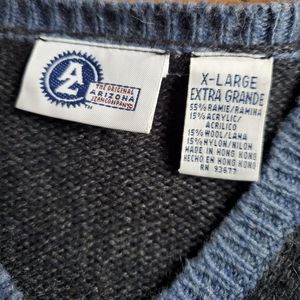 A
TM
THE ORIGINAL
ARIZONA
JEAN COMPANY
X-LARGE
EXTRA GRANDE
55% RAMIE/RAMINA
15% ACRYLIC/
ACRILICO
15% WOOL/LANA
15% NYLON/NILON
MADE IN HONG KONG
HECHO EN HONG KONG
RN 93677